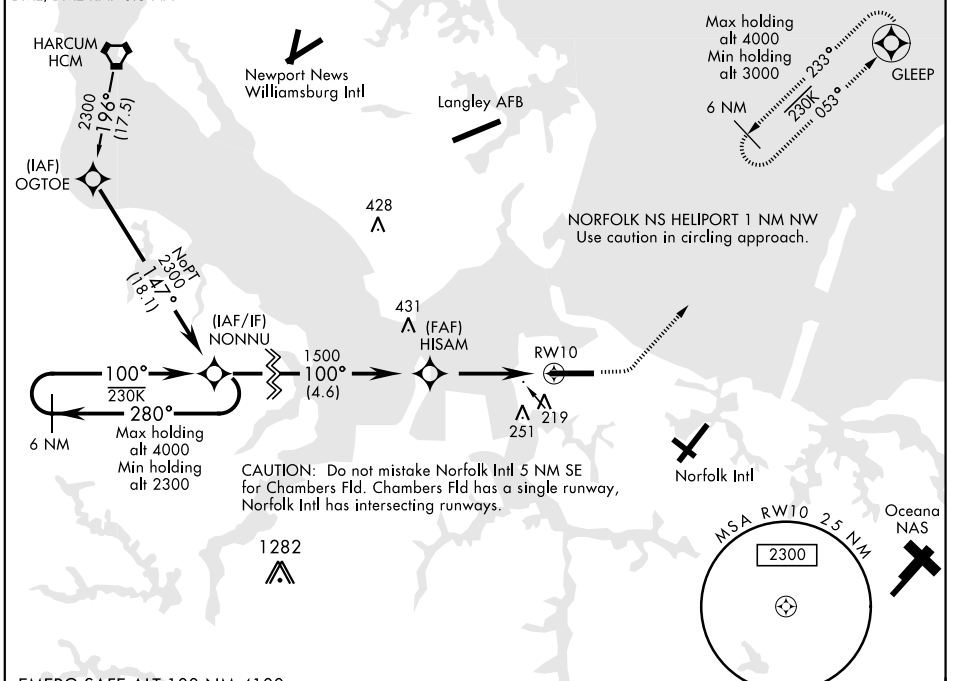 HARCUM
HCM
2300
196°
(17.5)
(IAF)
OGTOE
Newport News
Williamsburg Intl
Langley AFB
Max holding
alt 4000
Min holding
alt 3000
GLEEP
233°
230K
053°
6 NM
428
NORFOLK NS HELIPORT 1 NM NW
Use caution in circling approach.
NoPT
2300
147°
(18.1)
431
(IAF/IF)
NONNU
(FAF)
HISAM
1500
100°
(4.6)
RW10
100°
230K
280°
6 NM
Max holding
alt 4000
Min holding
alt 2300
251
219
CAUTION: Do not mistake Norfolk Intl 5 NM SE
for Chambers Fld. Chambers Fld has a single runway,
Norfolk Intl has intersecting runways.
Norfolk Intl
1282
Oceana
NAS
MSA RW10 25 NM
2300